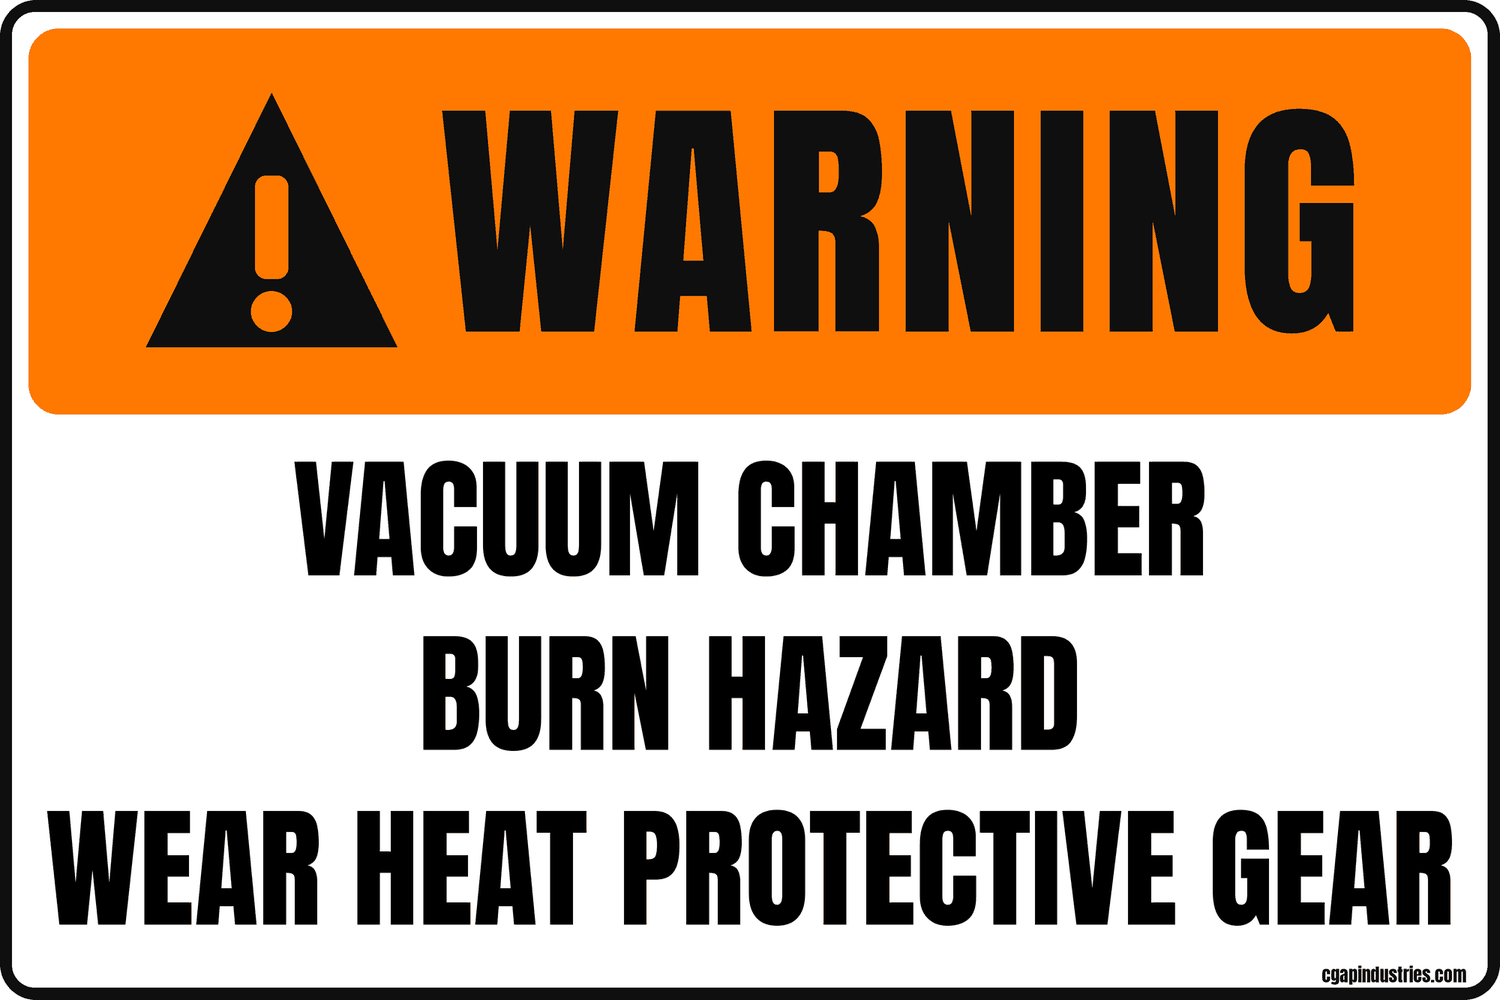 WARNING
VACUUM CHAMBER
BURN HAZARD
WEAR HEAT PROTECTIVE GEAR
cgapindustries.com